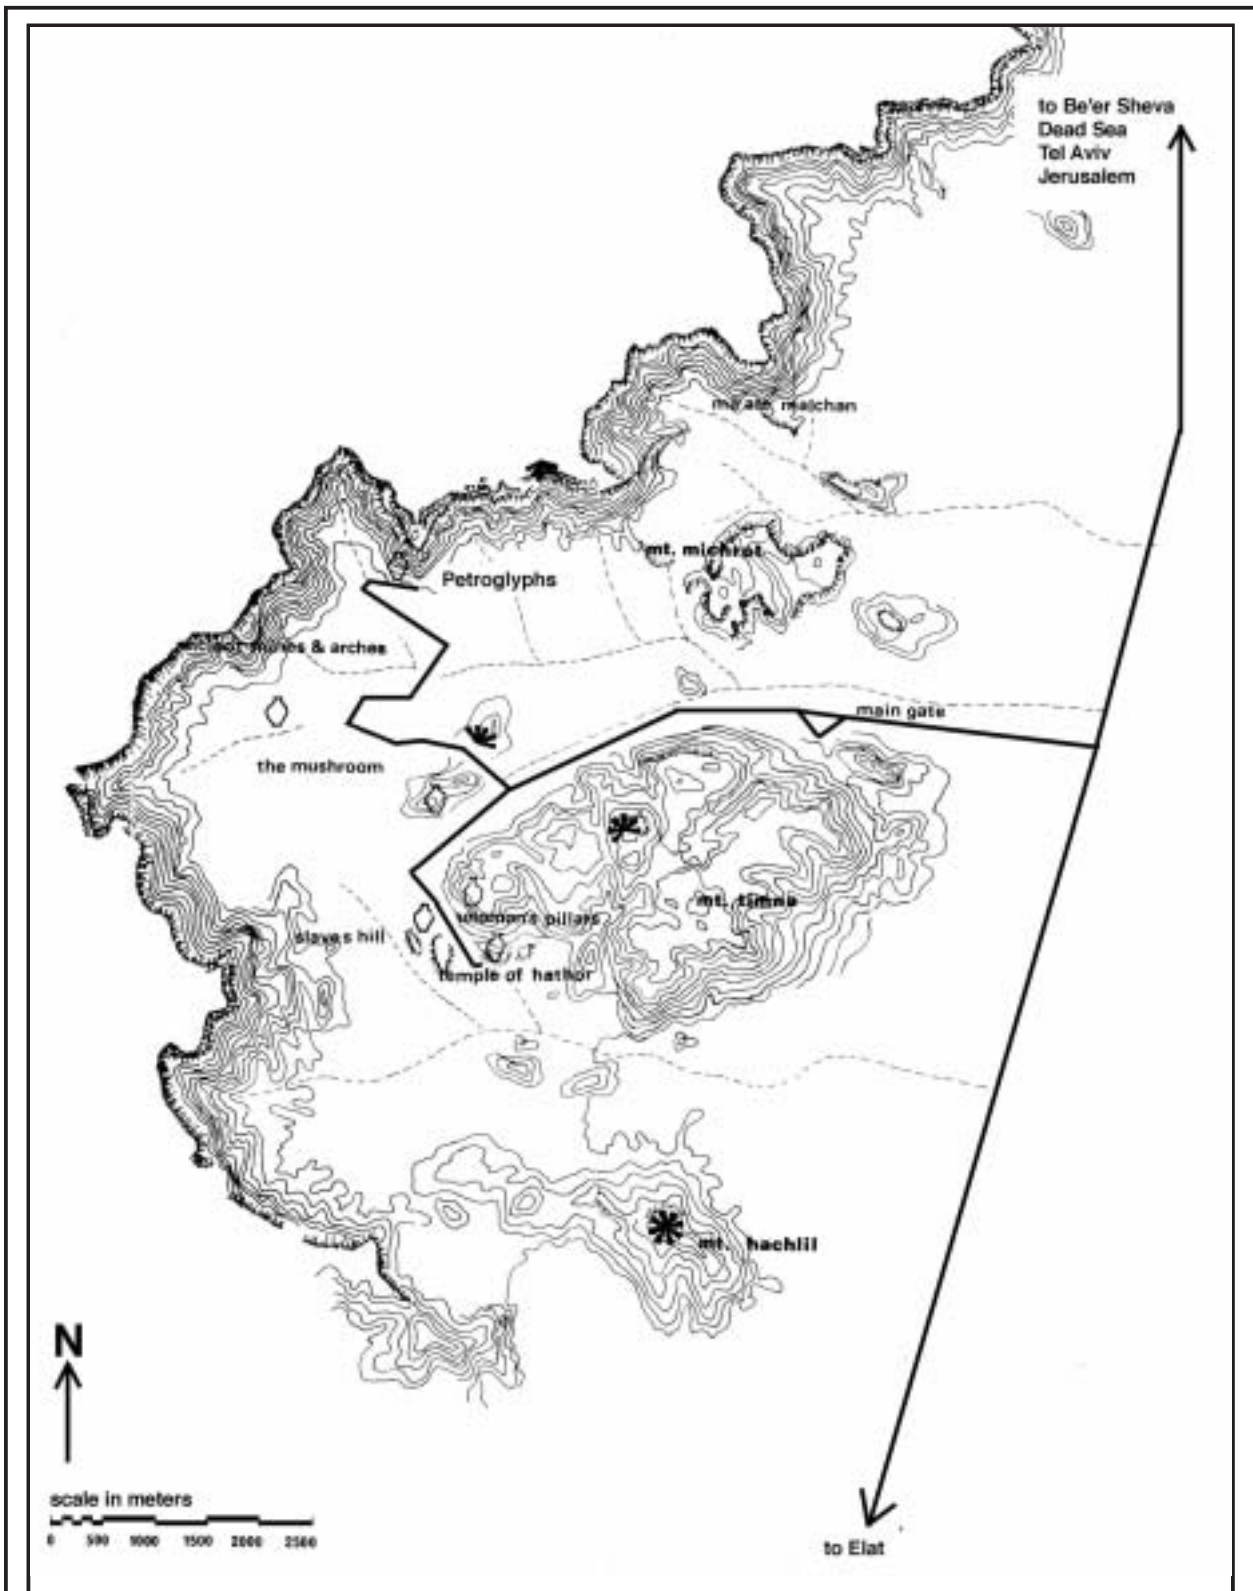 to Be'er Sheva
Dead Sea
Tel Aviv
Jerusalem
ma'ale malchan
mt. michrot
Petroglyphs
mines & arches
main gate
the mushroom
mt. timna
pillars
slaves hill
temple of hathor
mt. hachlil
N
scale in meters
0 500 1000 1500 2000 2500
to Elat